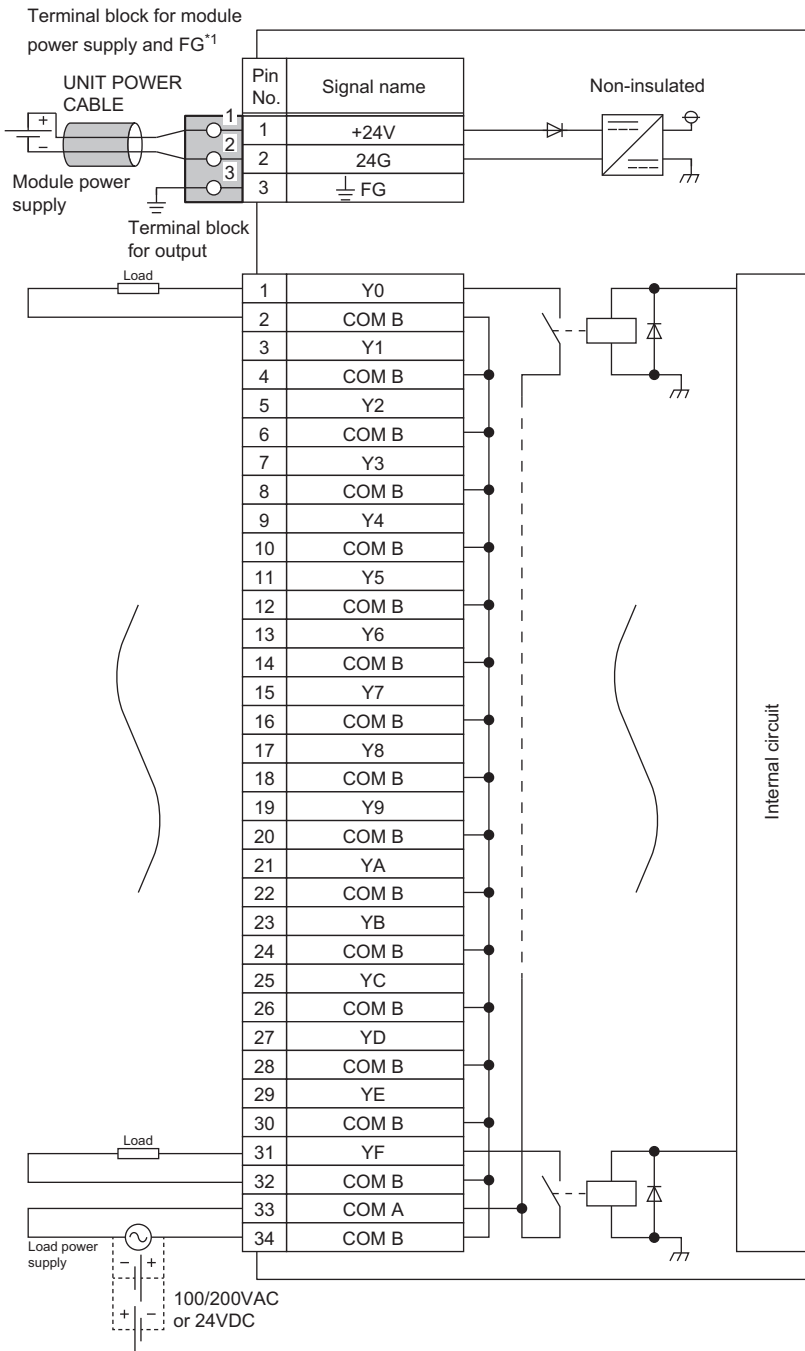 Terminal block for module
power supply and FG*1
UNIT POWER
CABLE
+
−
Module power
supply
1
2
3
Terminal block
for output
Pin No. Signal name
1 +24V
2 24G
3 FG
Non-insulated
Load
1 Y0
2 COM B
3 Y1
4 COM B
5 Y2
6 COM B
7 Y3
8 COM B
9 Y4
10 COM B
11 Y5
12 COM B
13 Y6
14 COM B
15 Y7
16 COM B
17 Y8
18 COM B
19 Y9
20 COM B
21 YA
22 COM B
23 YB
24 COM B
25 YC
26 COM B
27 YD
28 COM B
29 YE
30 COM B
Load
31 YF
32 COM B
33 COM A
34 COM B
Internal circuit
Load power
supply
− +
+ −
100/200VAC
or 24VDC